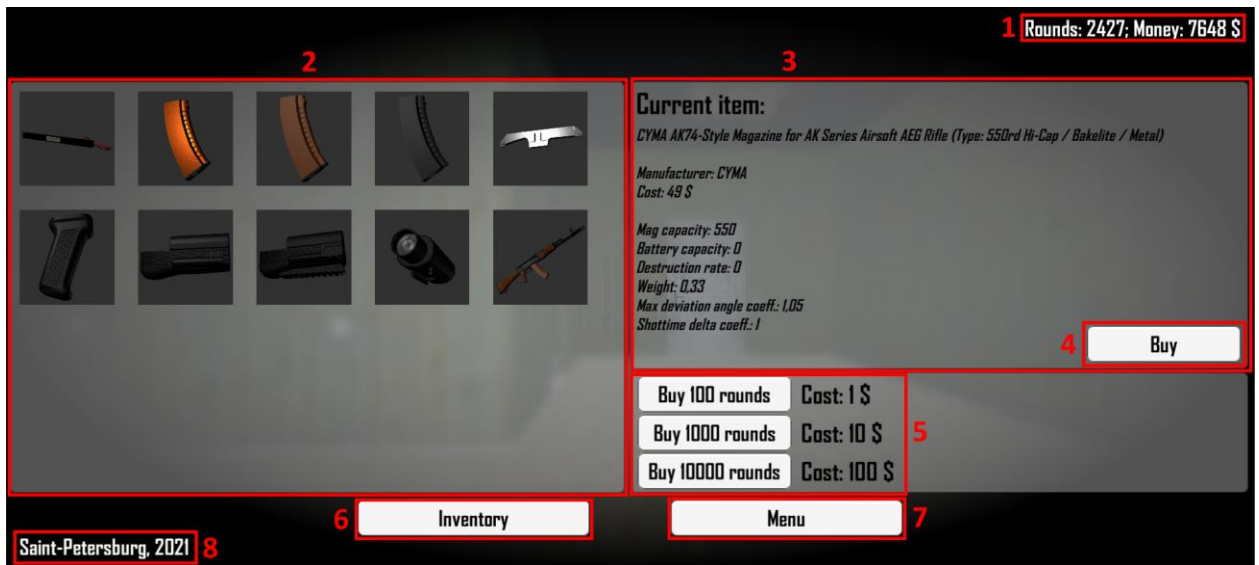 1 Rounds: 2427; Money: 7648 $
2
3
Current item:
CYMA AK74-Style Magazine for AK Series Airsoft AEG Rifle (Type: 550rd Hi-Cap / Bakelite / Metal)
Manufacturer: CYMA
Cost: 49 $
Mag capacity: 550
Battery capacity: 0
Destruction rate: 0
Weight: 0,33
Max deviation angle coeff.: 1,05
Shottime delta coeff.: 1
4 Buy
Buy 100 rounds Cost: 1 $
Buy 1000 rounds Cost: 10 $ 5
Buy 10000 rounds Cost: 100 $
6 Inventory
Menu 7
Saint-Petersburg, 2021 8